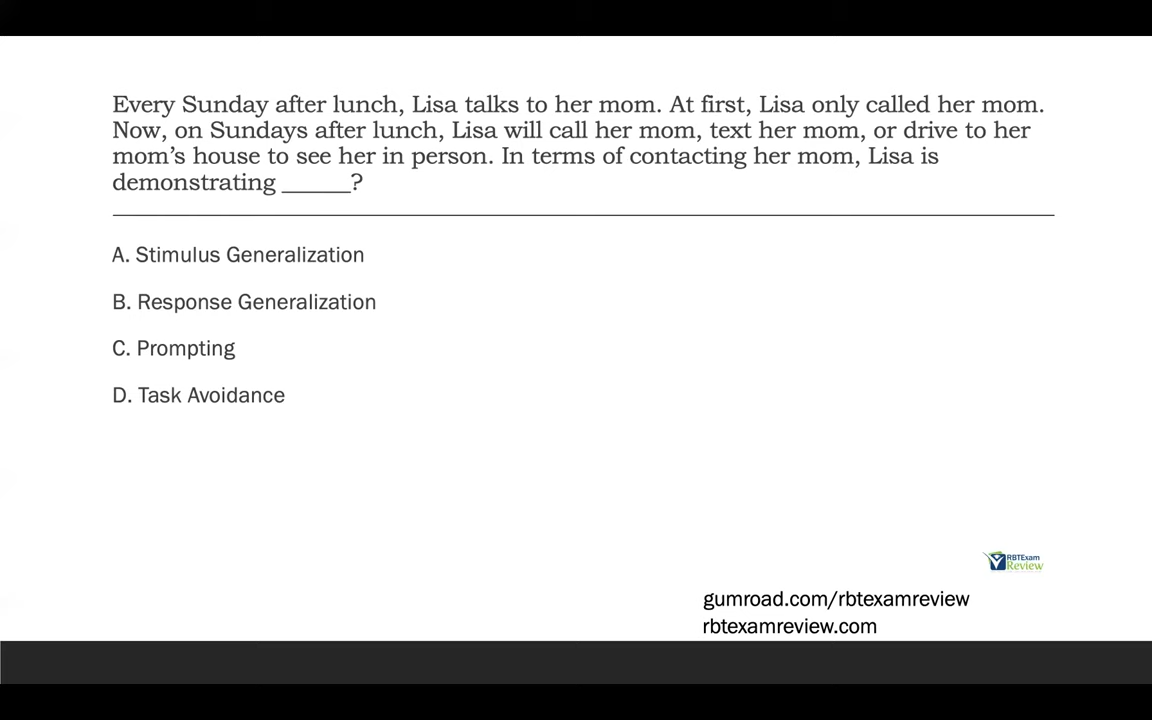 Every Sunday after lunch, Lisa talks to her mom. At first, Lisa only called her mom.
Now, on Sundays after lunch, Lisa will call her mom, text her mom, or drive to her
mom's house to see her in person. In terms of contacting her mom, Lisa is
demonstrating ______?
A. Stimulus Generalization
B. Response Generalization
C. Prompting
D. Task Avoidance
RBTExam
Review
gumroad.com/rbtexamreview
rbtexamreview.com